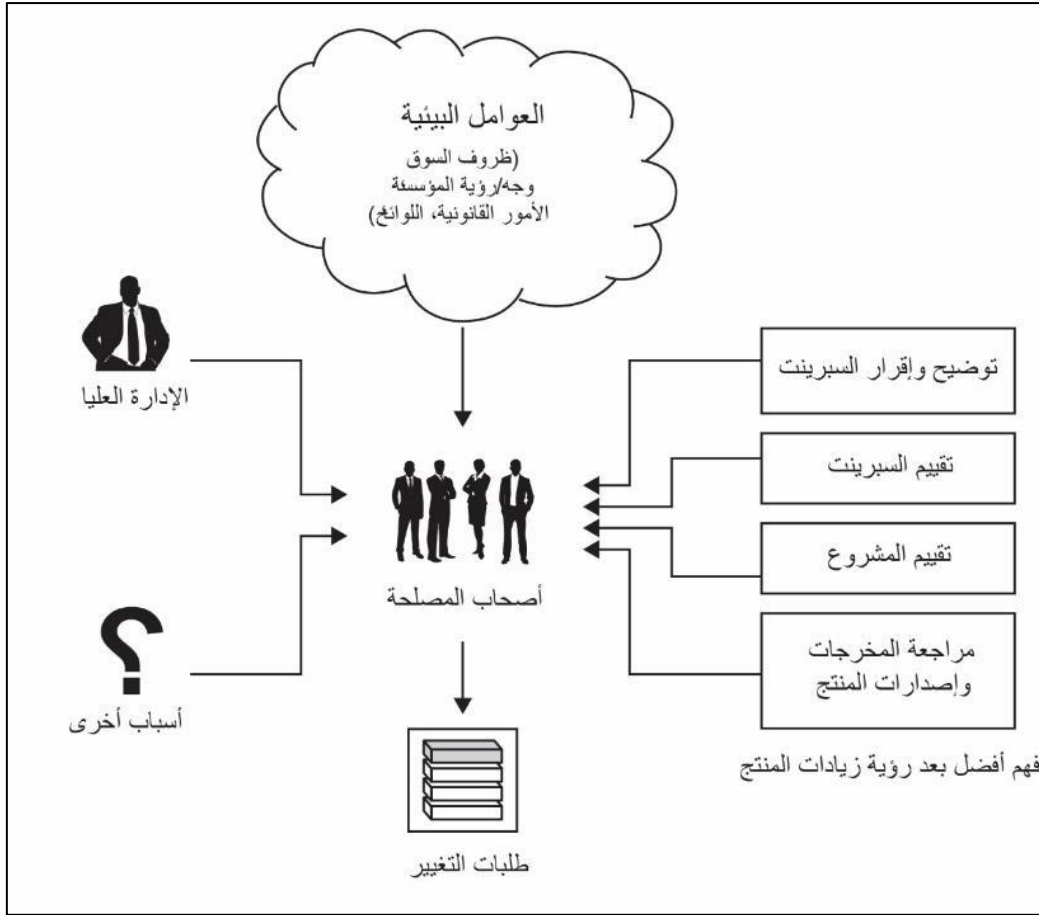 العوامل البيئية
(ظروف السوق
وجه/رؤية المؤسسة
الأمور القانونية، اللوائح)
الإدارة العليا
توضيح وإقرار السبرينت
تقييم السبرينت
تقييم المشروع
أصحاب المصلحة
مراجعة المخرجات
وإصدارات المنتج
?
أسباب أخرى
فهم أفضل بعد رؤية زيادات المنتج
طلبات التغيير